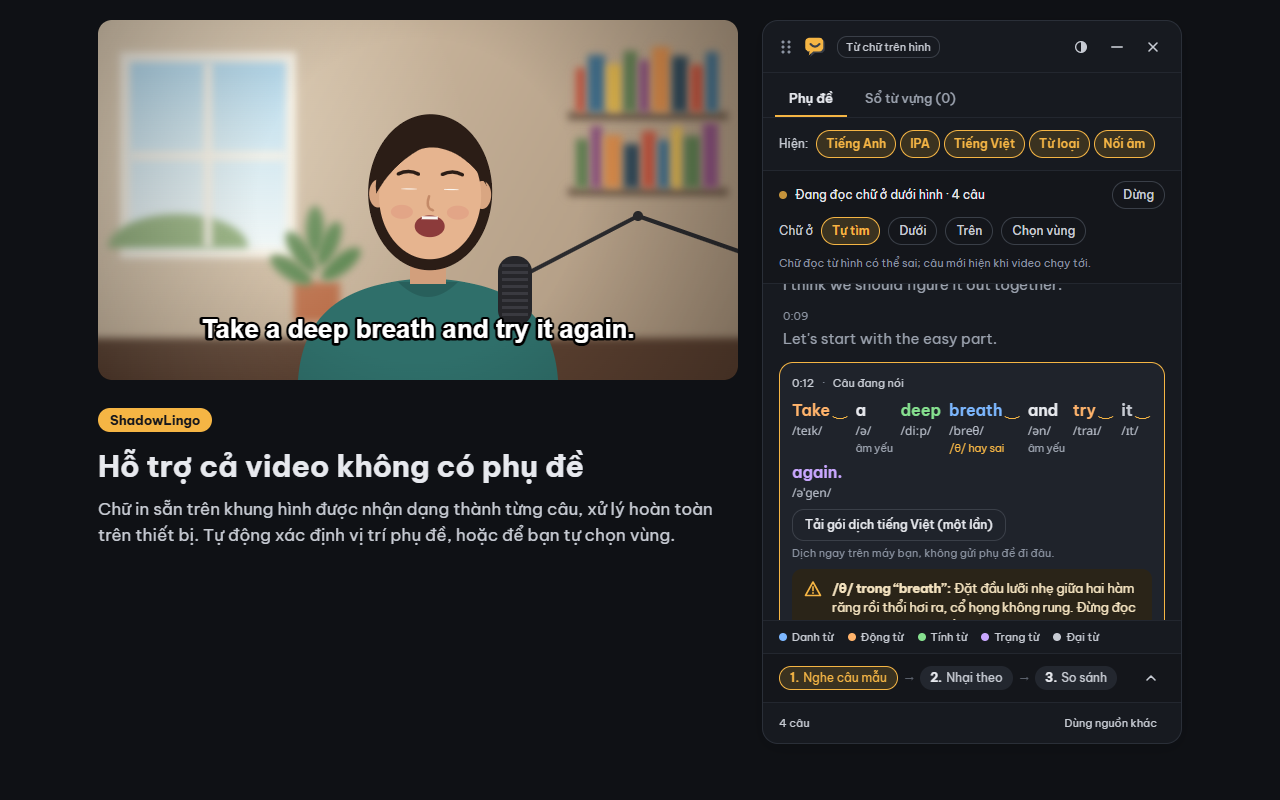 Take a deep breath and try it again.
ShadowLingo
Hỗ trợ cả video không có phụ đề
Chữ in sẵn trên khung hình được nhận dạng thành từng câu, xử lý hoàn toàn
trên thiết bị. Tự động xác định vị trí phụ đề, hoặc để bạn tự chọn vùng.
Từ chữ trên hình
Phụ đề Sổ từ vựng (0)
Hiện: Tiếng Anh IPA Tiếng Việt Từ loại Nối âm
Đang đọc chữ ở dưới hình · 4 câu Dừng
Chữ ở Tự tìm Dưới Trên Chọn vùng
Chữ đọc từ hình có thể sai; câu mới hiện khi video chạy tới.
I think we should figure it out together.
0:09
Let's start with the easy part.
0:12 · Câu đang nói
Take a deep breath and try it
/teɪk/ /ə/ /diːp/ /breθ/ /ən/ /traɪ/ /ɪt/
âm yếu /θ/ hay sai âm yếu
again.
/əˈɡen/
Tải gói dịch tiếng Việt (một lần)
Dịch ngay trên máy bạn, không gửi phụ đề đi đâu.
/θ/ trong “breath”: Đặt đầu lưỡi nhẹ giữa hai hàm
răng rồi thổi hơi ra, cổ họng không rung. Đừng đọc
Danh từ Động từ Tính từ Trạng từ Đại từ
1. Nghe câu mẫu → 2. Nhại theo → 3. So sánh
4 câu Dùng nguồn khác